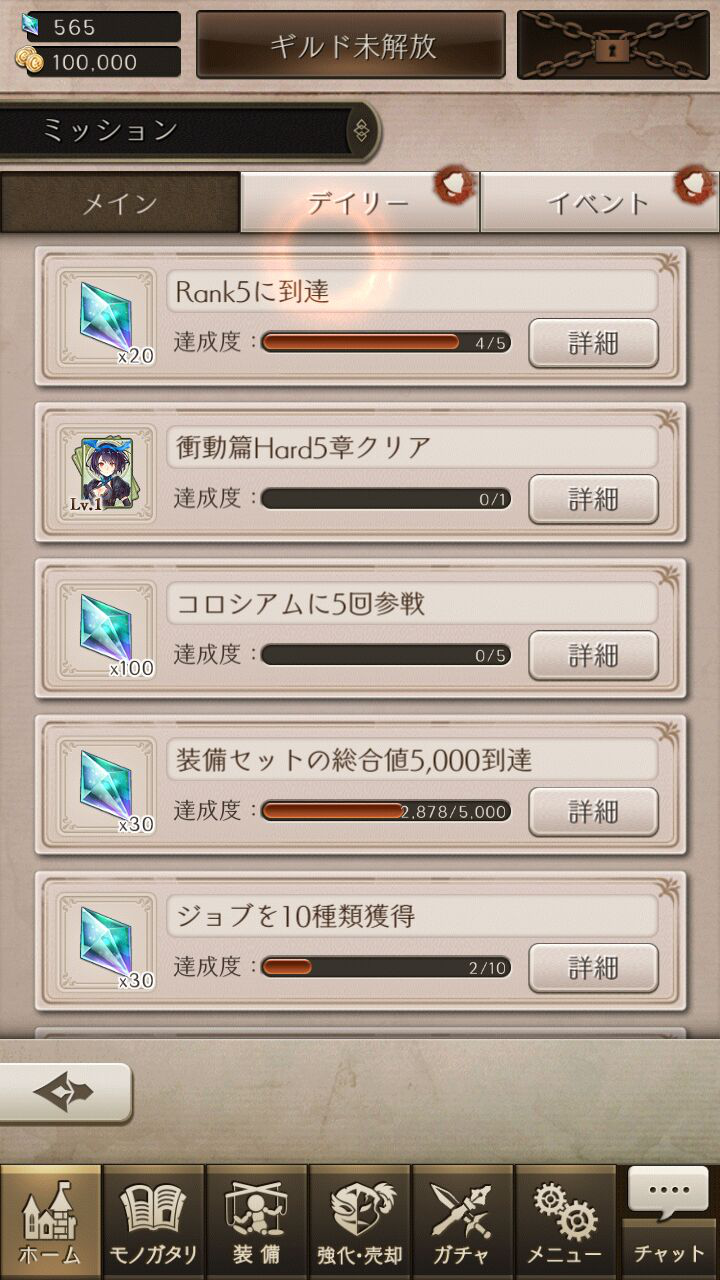 565
100,000
ギルド未解放
ミッション
メイン
デイリー
イベント
Rank5に到達
x20
達成度：
4/5
詳細
衝動篇Hard5章クリア
Lv.1
達成度：
0/1
詳細
コロシアムに5回参戦
x100
達成度：
0/5
詳細
装備セットの総合値5,000到達
x30
達成度：
2,878/5,000
詳細
ジョブを10種類獲得
x30
達成度：
2/10
詳細
ホーム
モノガタリ
装備
強化・売却
ガチャ
メニュー
チャット